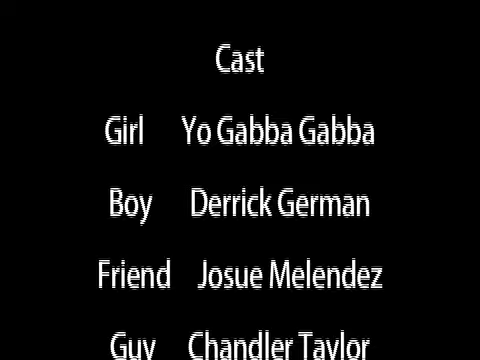 Cast
Girl Yo Gabba Gabba
Boy Derrick German
Friend Josue Melendez
Guy Chandler Taylor